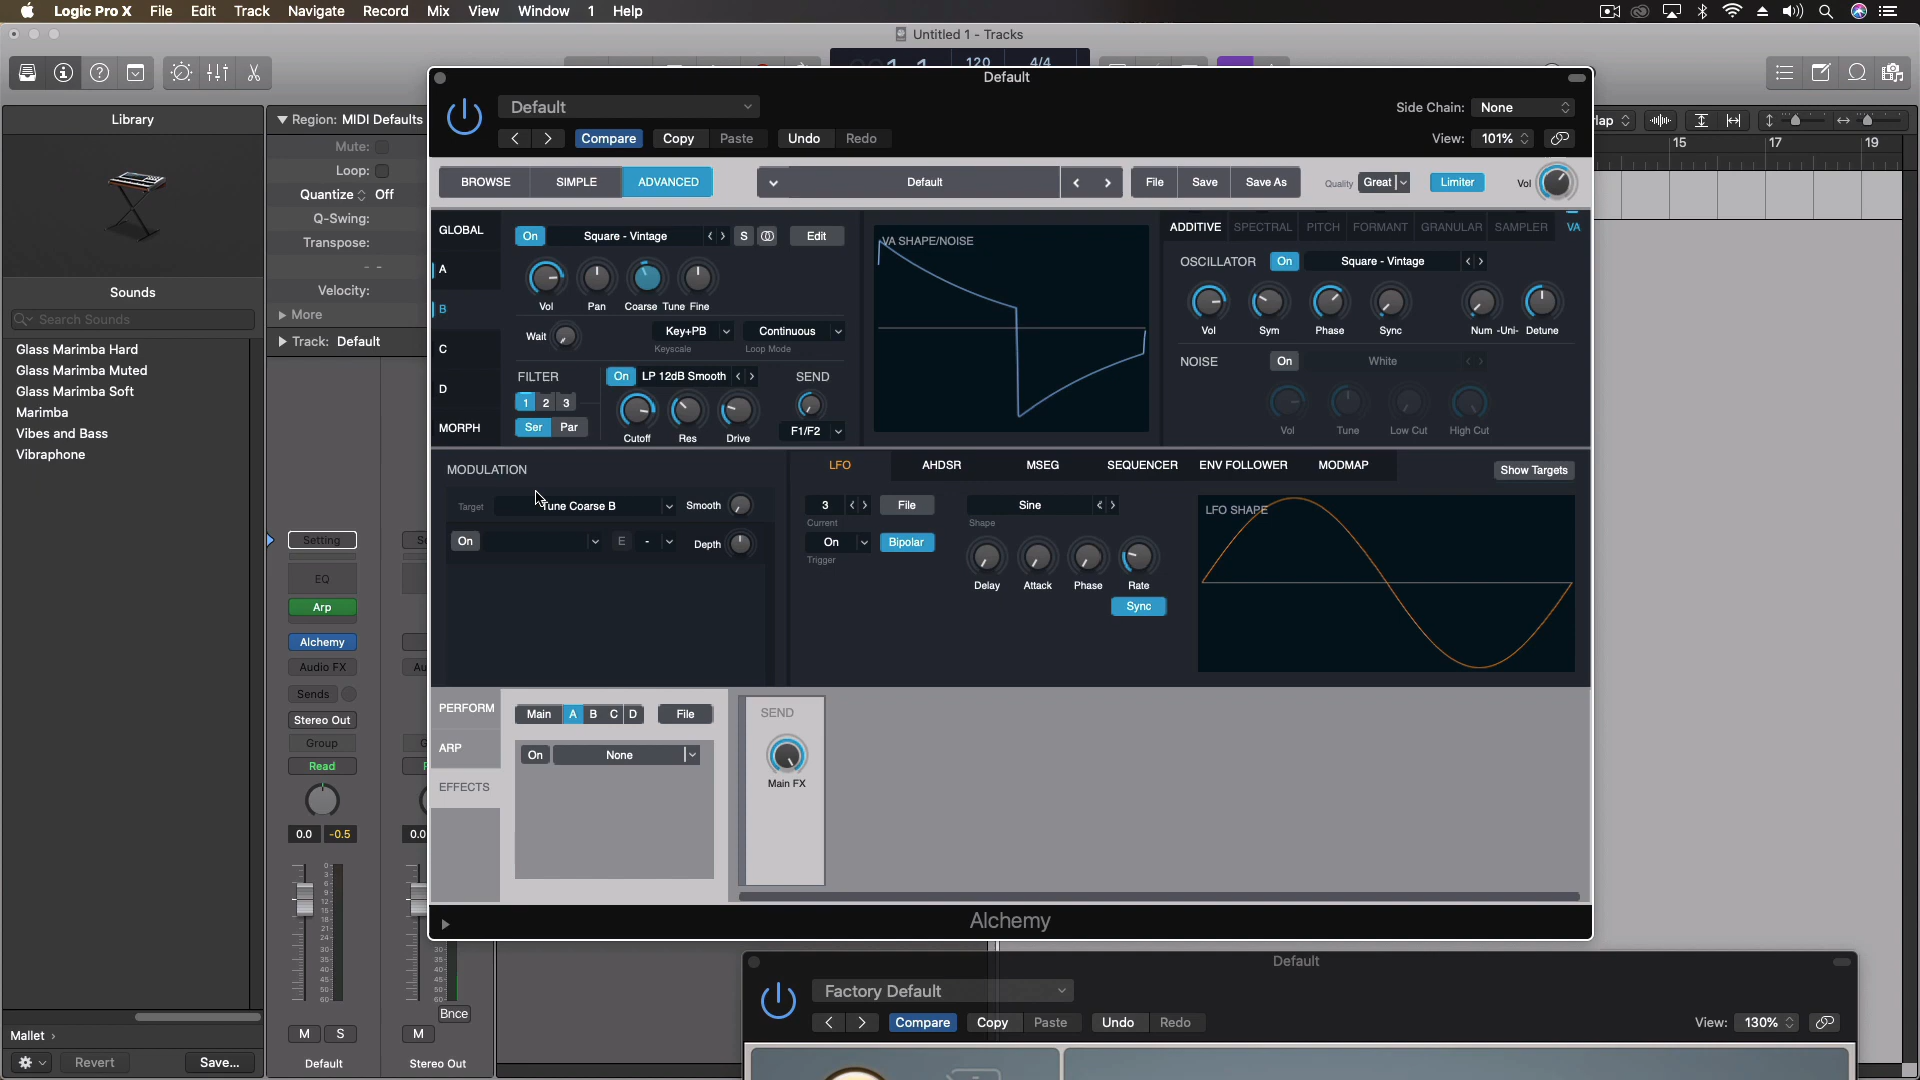 Logic Pro X File Edit Track Navigate Record Mix View Window 1 Help
Untitled 1 - Tracks
120 4/4
Default
Default
Side Chain: None
Compare Copy Paste Undo Redo
View: 101%
Library
Region: MIDI Defaults
Mute:
Loop:
Quantize Off
Q-Swing:
Transpose:
- -
Velocity:
More
Track: Default
15 17 19
Sounds
Search Sounds
Glass Marimba Hard
Glass Marimba Muted
Glass Marimba Soft
Marimba
Vibes and Bass
Vibraphone
BROWSE SIMPLE ADVANCED
Default
File Save Save As
Quality Great Limiter Vol
GLOBAL
A
B
C
D
MORPH
On Square - Vintage S Edit
Vol Pan Coarse Tune Fine
Wait Key+PB Continuous
Keyscale Loop Mode
FILTER On LP 12dB Smooth SEND
1 2 3
Ser Par
Cutoff Res Drive F1/F2
VA SHAPE/NOISE
ADDITIVE SPECTRAL PITCH FORMANT GRANULAR SAMPLER VA
OSCILLATOR On Square - Vintage
Vol Sym Phase Sync Num -Uni- Detune
NOISE On White
Vol Tune Low Cut High Cut
MODULATION
Target Tune Coarse B Smooth
On E - Depth
LFO AHDSR MSEG SEQUENCER ENV FOLLOWER MODMAP
Show Targets
3 File Sine
Current Shape
On Bipolar
Trigger
Delay Attack Phase Rate
Sync
LFO SHAPE
PERFORM
ARP
EFFECTS
Main A B C D File
On None
SEND
Main FX
Alchemy
Setting
EQ
Arp
Alchemy
Audio FX
Sends
Stereo Out
Group
Read
0.0 -0.5
M S
Default
Bnce
M
Stereo Out
Mallet
Revert Save...
Default
Factory Default
Compare Copy Paste Undo Redo
View: 130%